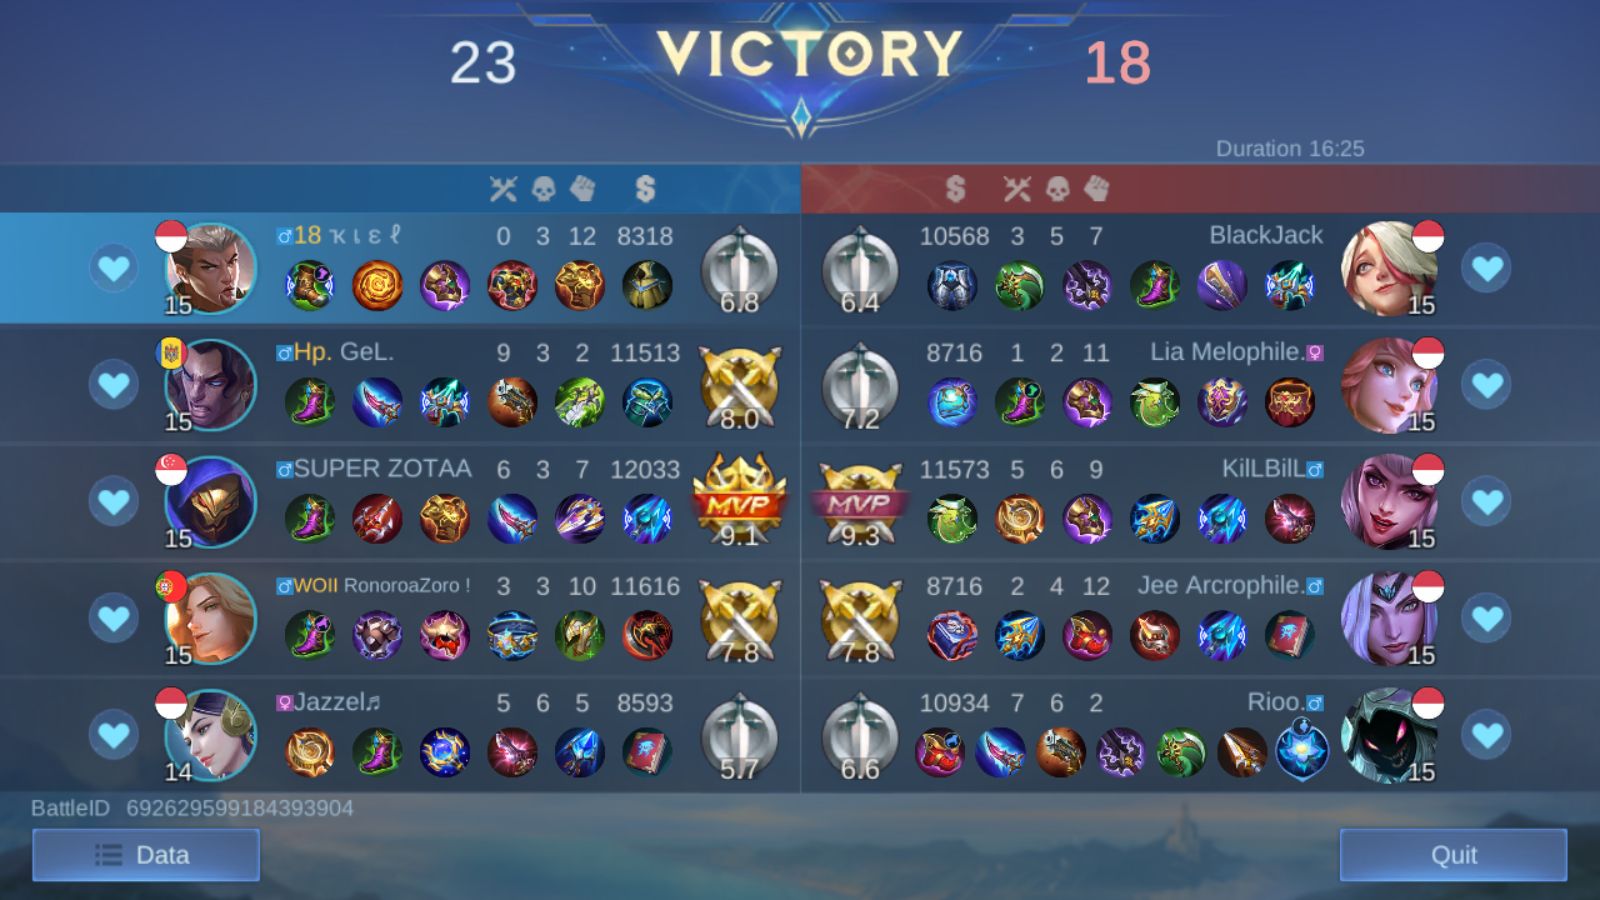 23 VICTORY 18
Duration 16:25
18 ҡɩεℓ 0 3 12 8318 6.8 15
6.4 10568 3 5 7 BlackJack 15
Hp. GeL. 9 3 2 11513 8.0 15
7.2 8716 1 2 11 Lia Melophile. 15
SUPER ZOTAA 6 3 7 12033 MVP 9.1 15
MVP 9.3 11573 5 6 9 KilLBilL 15
WOII RonoroaZoro ! 3 3 10 11616 7.8 15
7.8 8716 2 4 12 Jee Arcrophile. 15
Jazzel♬ 5 6 5 8593 5.7 14
6.6 10934 7 6 2 Rioo. 15
BattleID 692629599184393904
Data
Quit